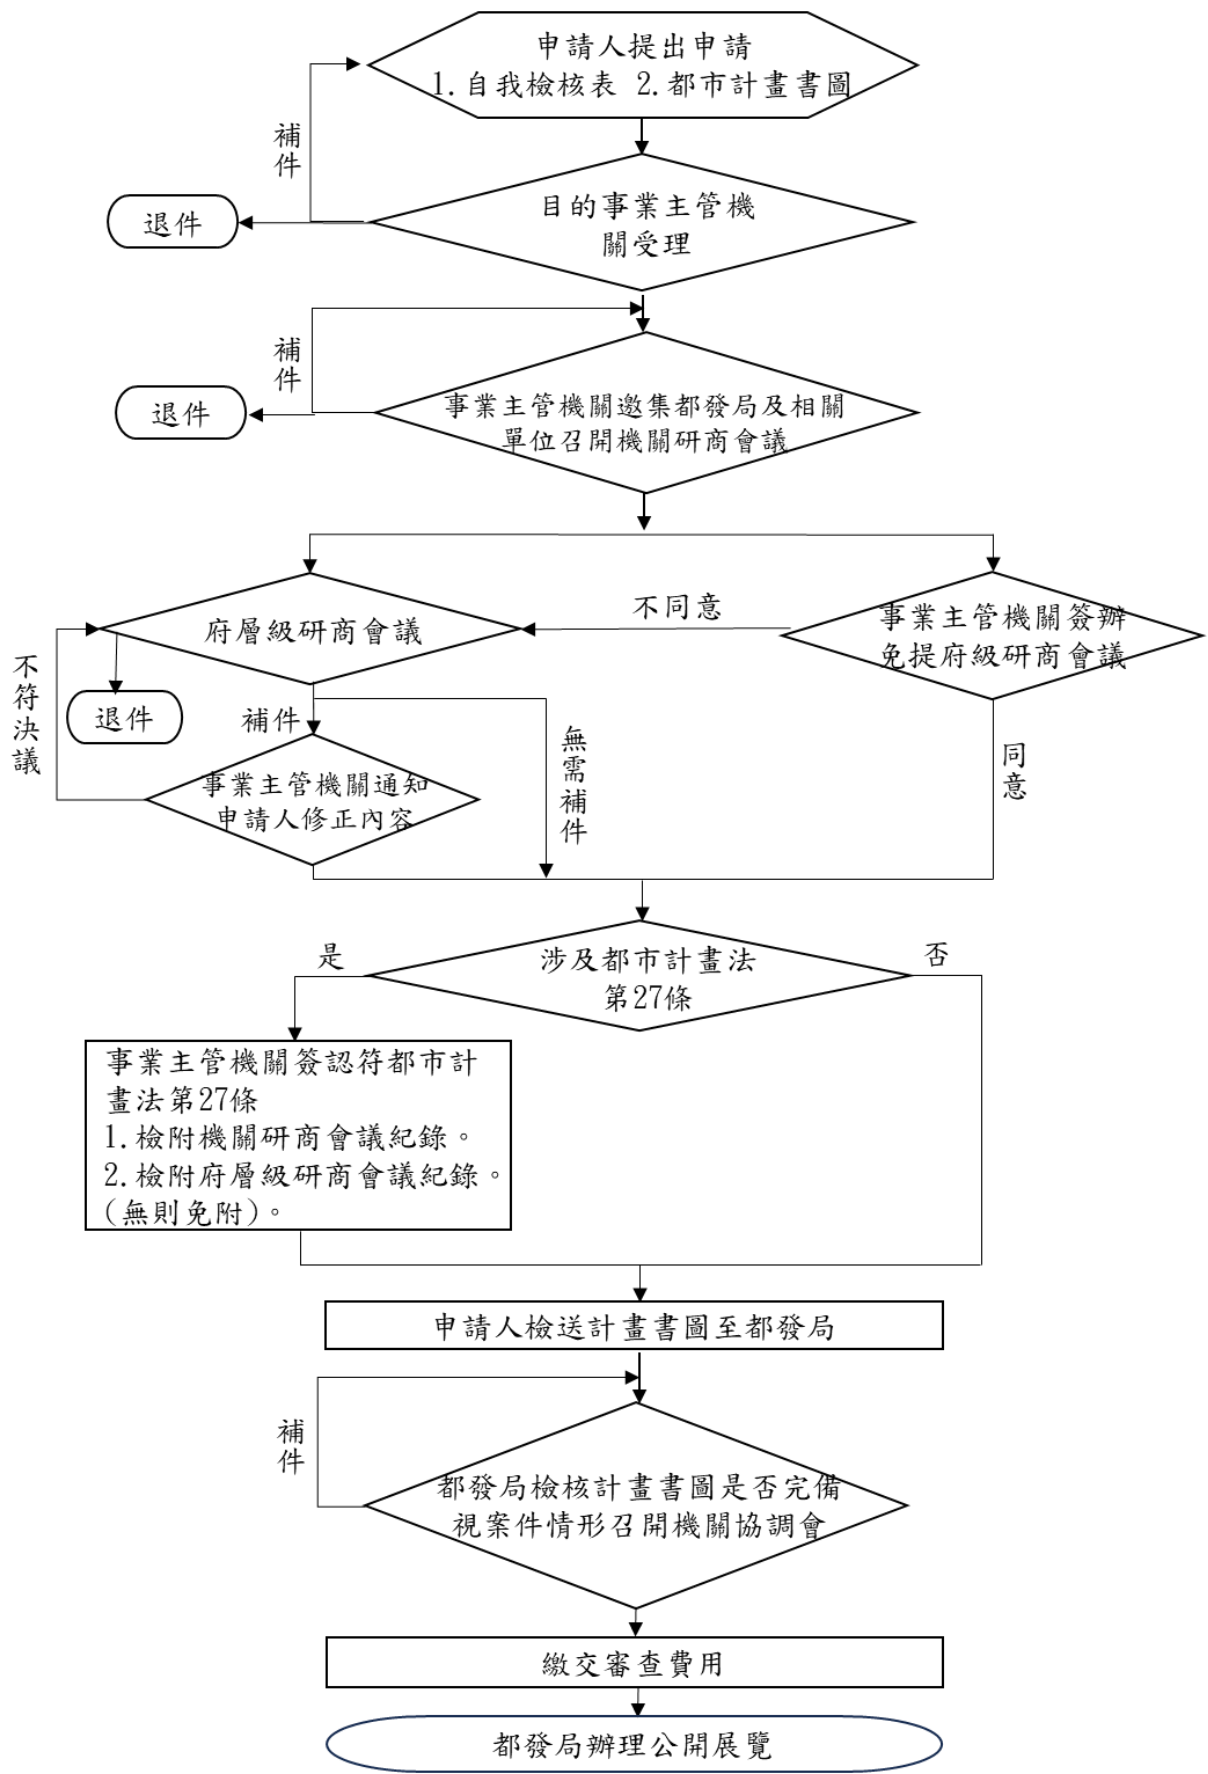 申請人提出申請
1.自我檢核表 2.都市計畫書圖
補件
退件
目的事業主管機
關受理
補件
退件
事業主管機關邀集都發局及相關
單位召開機關研商會議
府層級研商會議
不同意
事業主管機關簽辦
免提府級研商會議
不符決議
退件
補件
無需補件
同意
事業主管機關通知
申請人修正內容
是
涉及都市計畫法
第27條
否
事業主管機關簽認符都市計
畫法第27條
1.檢附機關研商會議紀錄。
2.檢附府層級研商會議紀錄。
(無則免附)。
申請人檢送計畫書圖至都發局
補件
都發局檢核計畫書圖是否完備
視案件情形召開機關協調會
繳交審查費用
都發局辦理公開展覽